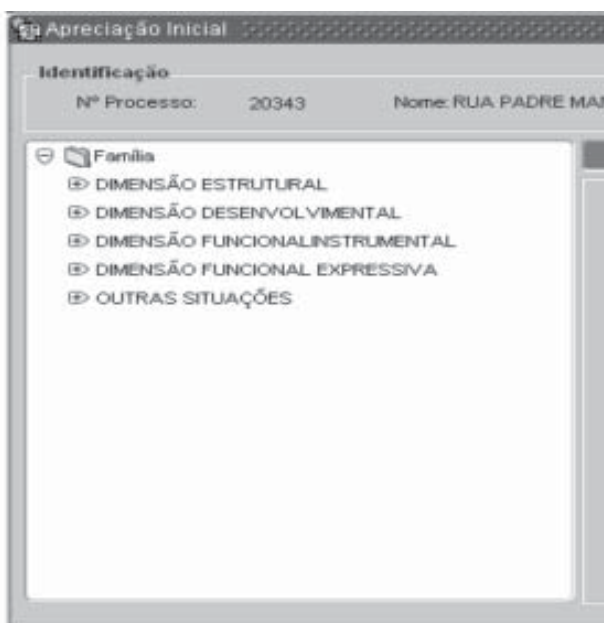 Apreciação Inicial
Identificação
Nº Processo: 20343 Nome: RUA PADRE MA
Família
DIMENSÃO ESTRUTURAL
DIMENSÃO DESENVOLVIMENTAL
DIMENSÃO FUNCIONALINSTRUMENTAL
DIMENSÃO FUNCIONAL EXPRESSIVA
OUTRAS SITUAÇÕES